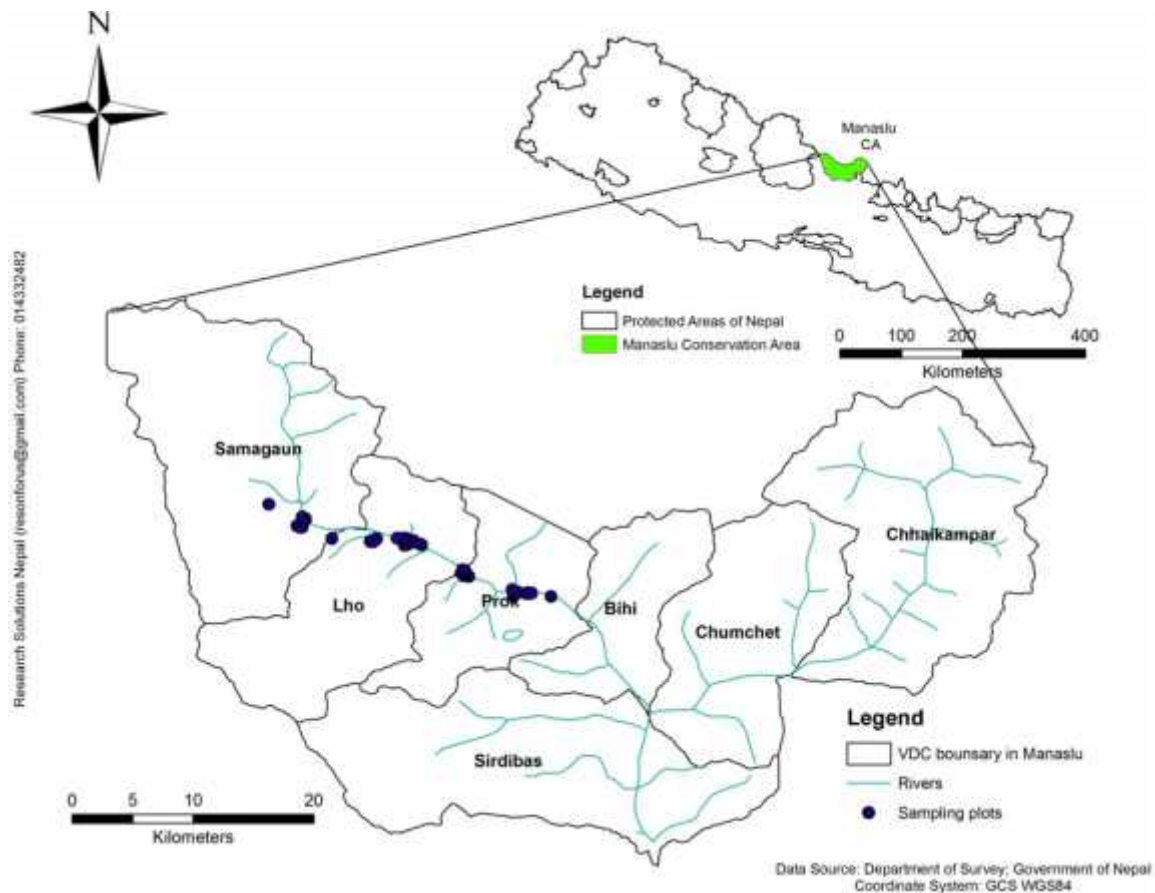 N
Manaslu
CA
Legend
Protected Areas of Nepal
Manaslu Conservation Area
0 100 200 400
Kilometers
Research Solutions Nepal (resonforus@gmail.com) Phone: 014332482
Samagaun
Chhaikampar
Lho
Prok
Bihi
Chumchet
Sirdibas
Legend
VDC bounsary in Manaslu
Rivers
Sampling plots
0 5 10 20
Kilometers
Data Source: Department of Survey; Government of Nepal
Coordinate System: GCS WGS84